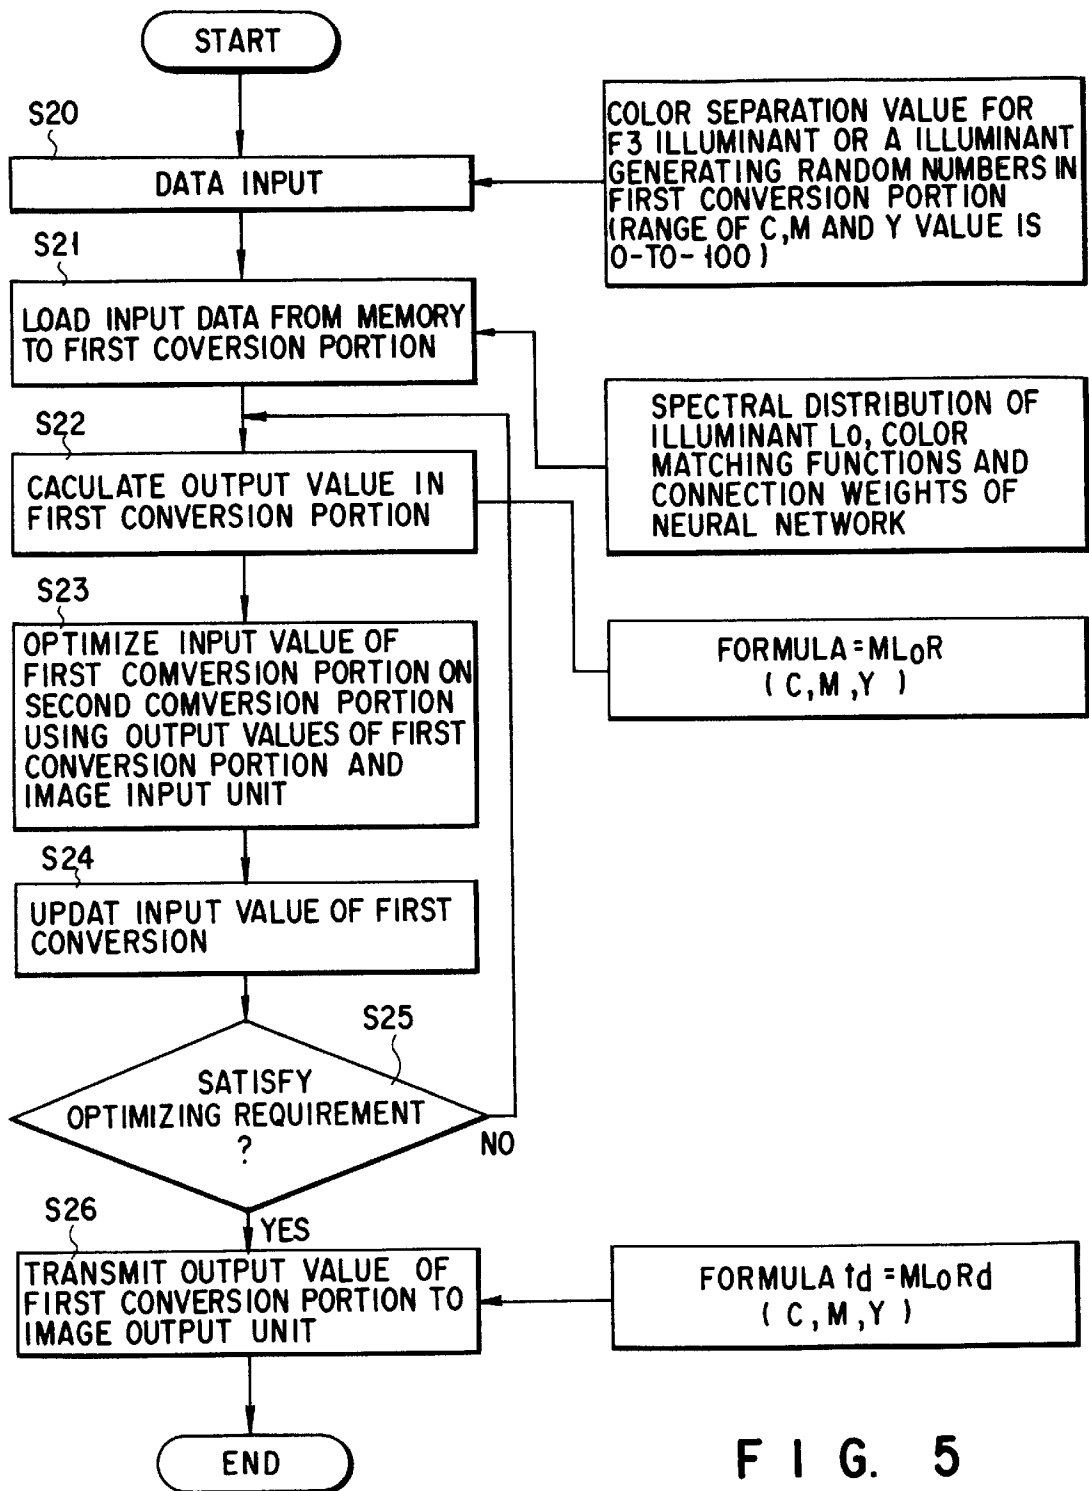 START
S20
DATA INPUT
COLOR SEPARATION VALUE FOR
F3 ILLUMINANT OR A ILLUMINANT
GENERATING RANDOM NUMBERS IN
FIRST CONVERSION PORTION
(RANGE OF C,M AND Y VALUE IS
0-TO-100)
S21
LOAD INPUT DATA FROM MEMORY
TO FIRST COVERSION PORTION
SPECTRAL DISTRIBUTION OF
ILLUMINANT Lo, COLOR
MATCHING FUNCTIONS AND
CONNECTION WEIGHTS OF
NEURAL NETWORK
S22
CACULATE OUTPUT VALUE IN
FIRST CONVERSION PORTION
FORMULA=MLoR
(C,M,Y)
S23
OPTIMIZE INPUT VALUE OF
FIRST COMVERSION PORTION ON
SECOND COMVERSION PORTION
USING OUTPUT VALUES OF FIRST
CONVERSION PORTION AND
IMAGE INPUT UNIT
S24
UPDAT INPUT VALUE OF FIRST
CONVERSION
S25
SATISFY
OPTIMIZING REQUIREMENT
?
NO
YES
S26
TRANSMIT OUTPUT VALUE OF
FIRST CONVERSION PORTION TO
IMAGE OUTPUT UNIT
FORMULA td=MLoRd
(C,M,Y)
END
FIG. 5